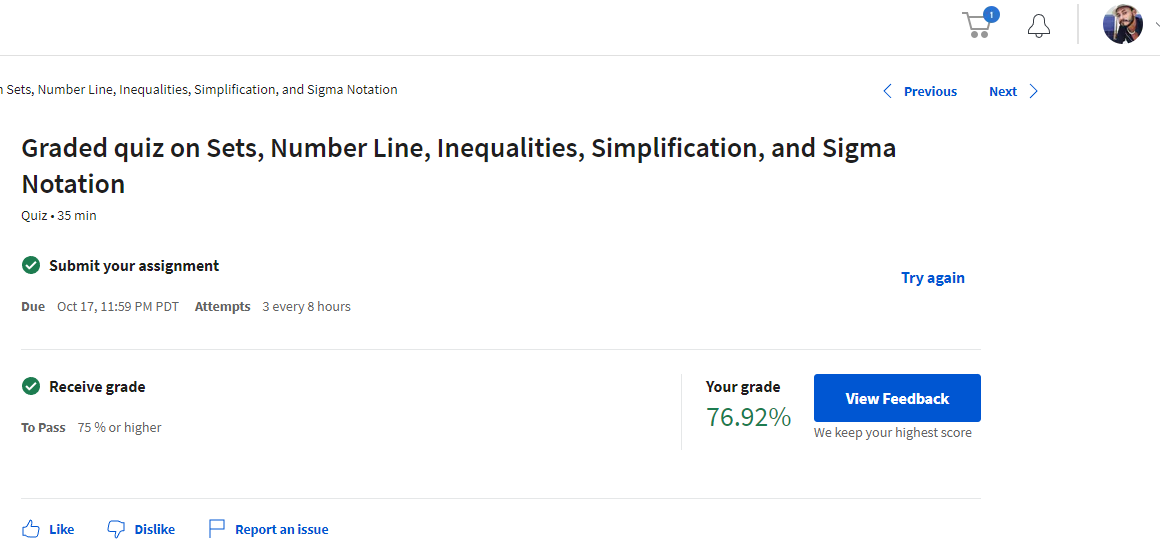 1
n Sets, Number Line, Inequalities, Simplification, and Sigma Notation
Previous
Next
Graded quiz on Sets, Number Line, Inequalities, Simplification, and Sigma
Notation
Quiz • 35 min
Submit your assignment
Try again
Due Oct 17, 11:59 PM PDT Attempts 3 every 8 hours
Receive grade
Your grade
View Feedback
76.92%
To Pass 75 % or higher
We keep your highest score
Like
Dislike
Report an issue